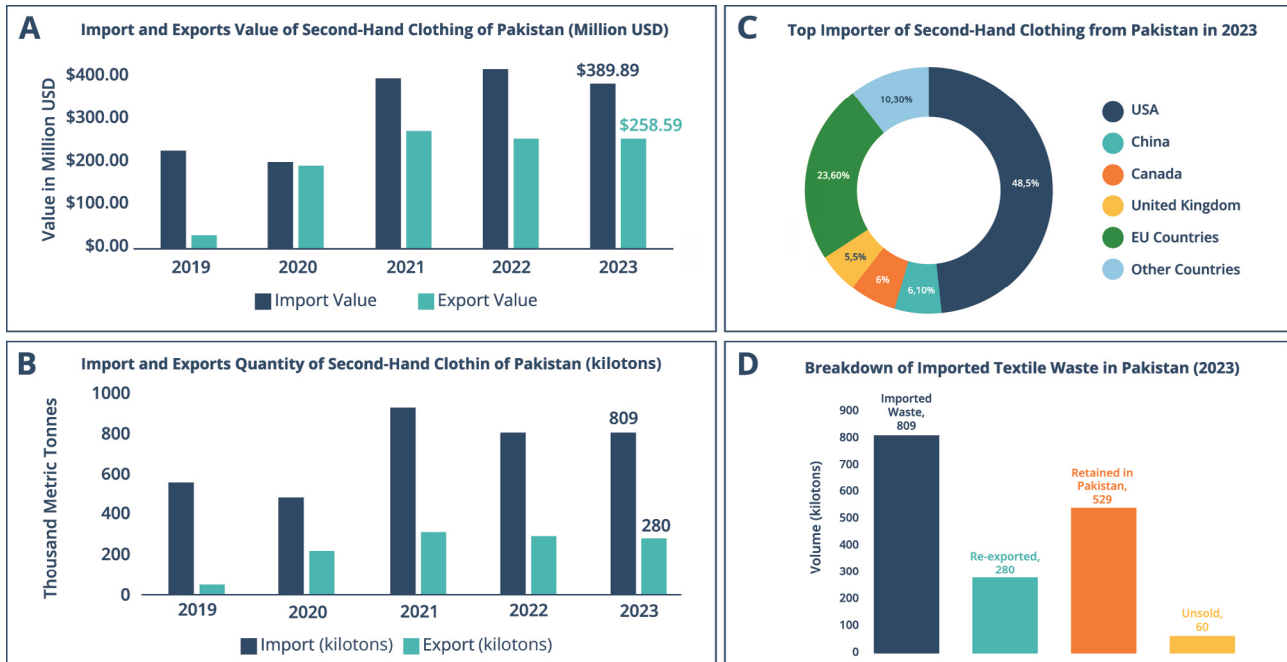 A
Import and Exports Value of Second-Hand Clothing of Pakistan (Million USD)
Value in Million USD
$400.00
$300.00
$200.00
$100.00
$0.00
$389.89
$258.59
2019 2020 2021 2022 2023
Import Value Export Value
C
Top Importer of Second-Hand Clothing from Pakistan in 2023
10,30%
23,60%
48,5%
5,5%
6%
6,10%
USA
China
Canada
United Kingdom
EU Countries
Other Countries
B
Import and Exports Quantity of Second-Hand Clothin of Pakistan (kilotons)
Thousand Metric Tonnes
1000
800
600
400
200
0
809
280
2019 2020 2021 2022 2023
Import (kilotons) Export (kilotons)
D
Breakdown of Imported Textile Waste in Pakistan (2023)
Volume (kilotons)
900
800
700
600
500
400
300
200
100
0
Imported
Waste,
809
Re-exported,
280
Retained in
Pakistan,
529
Unsold,
60